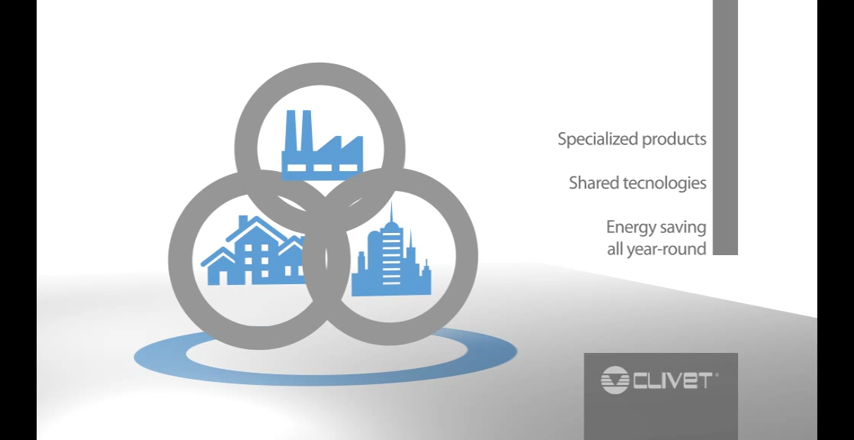 Specialized products
Shared tecnologies
Energy saving
all year-round
CLIVET®